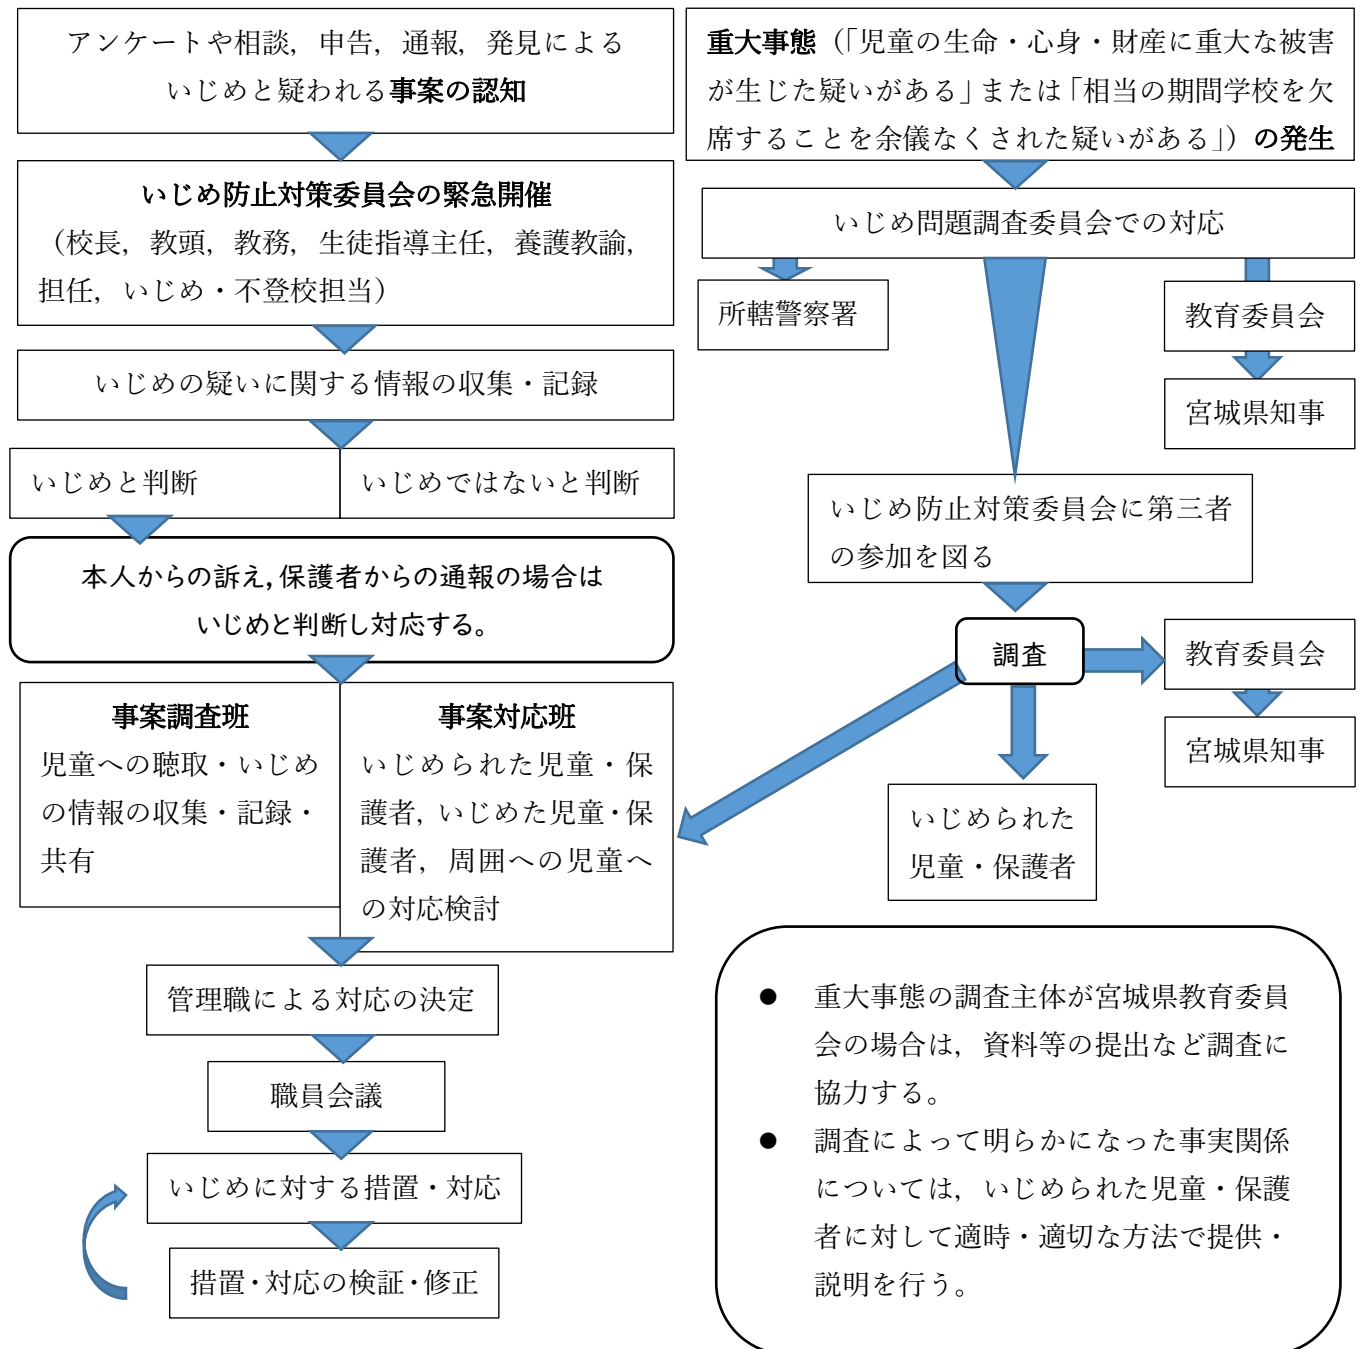 アンケートや相談，申告，通報，発見による
いじめと疑われる事案の認知
いじめ防止対策委員会の緊急開催
（校長，教頭，教務，生徒指導主任，養護教諭，
担任，いじめ・不登校担当）
いじめの疑いに関する情報の収集・記録
いじめと判断
いじめではないと判断
本人からの訴え，保護者からの通報の場合は
いじめと判断し対応する。
事案調査班
児童への聴取・いじめ
の情報の収集・記録・
共有
事案対応班
いじめられた児童・保
護者，いじめた児童・保
護者，周囲への児童へ
の対応検討
管理職による対応の決定
職員会議
いじめに対する措置・対応
措置・対応の検証・修正
重大事態（「児童の生命・心身・財産に重大な被害
が生じた疑いがある」または「相当の期間学校を欠
席することを余儀なくされた疑いがある」）の発生
いじめ問題調査委員会での対応
所轄警察署
教育委員会
宮城県知事
いじめ防止対策委員会に第三者
の参加を図る
調査
教育委員会
宮城県知事
いじめられた
児童・保護者
● 重大事態の調査主体が宮城県教育委員
会の場合は，資料等の提出など調査に
協力する。
● 調査によって明らかになった事実関係
については，いじめられた児童・保護
者に対して適時・適切な方法で提供・
説明を行う。